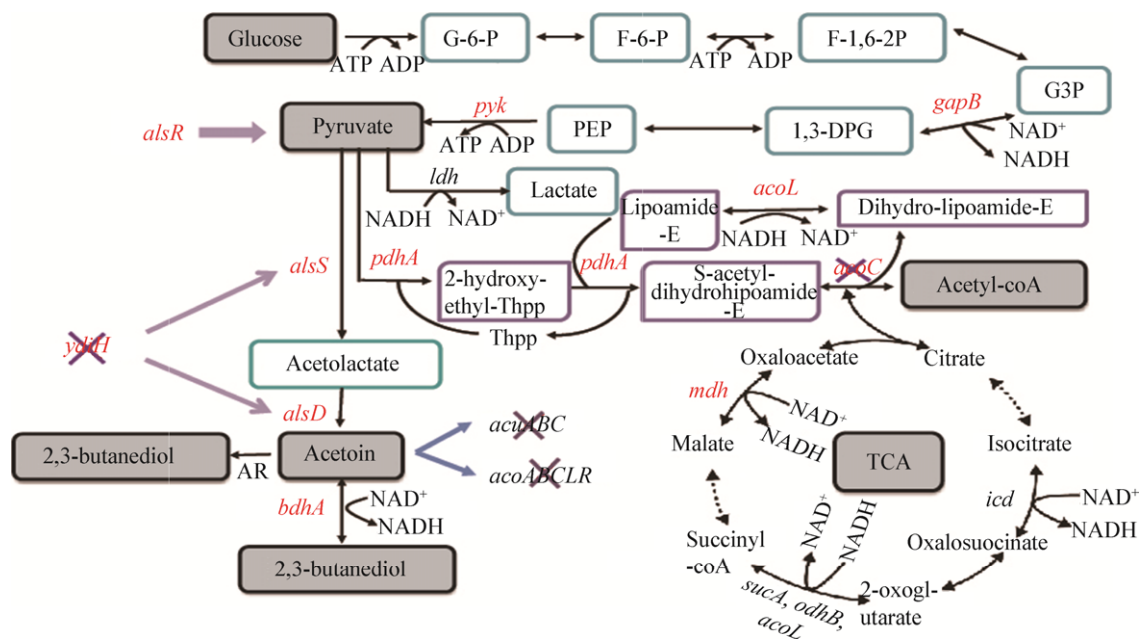 Glucose
ATP ADP
G-6-P
F-6-P
ATP ADP
F-1,6-2P
G3P
alsR
Pyruvate
pyk
ATP ADP
PEP
1,3-DPG
gapB
NAD⁺
NADH
ldh
NADH NAD⁺
Lactate
Lipoamide
-E
acoL
NADH NAD⁺
Dihydro-lipoamide-E
alsS
pdhA
2-hydroxy-
ethyl-Thpp
pdhA
S-acetyl-
dihydrohipoamide
-E
acoC
Acetyl-coA
Thpp
ydiH
Acetolactate
Oxaloacetate
Citrate
alsD
mdh
NAD⁺
NADH
2,3-butanediol
AR
Acetoin
acuABC
acoABCLR
Malate
TCA
Isocitrate
bdhA
NAD⁺
NADH
icd
NAD⁺
NADH
2,3-butanediol
Succinyl
-coA
NAD⁺
NADH
Oxalosuocinate
sucA, odhB,
acoL
2-oxogl-
utarate